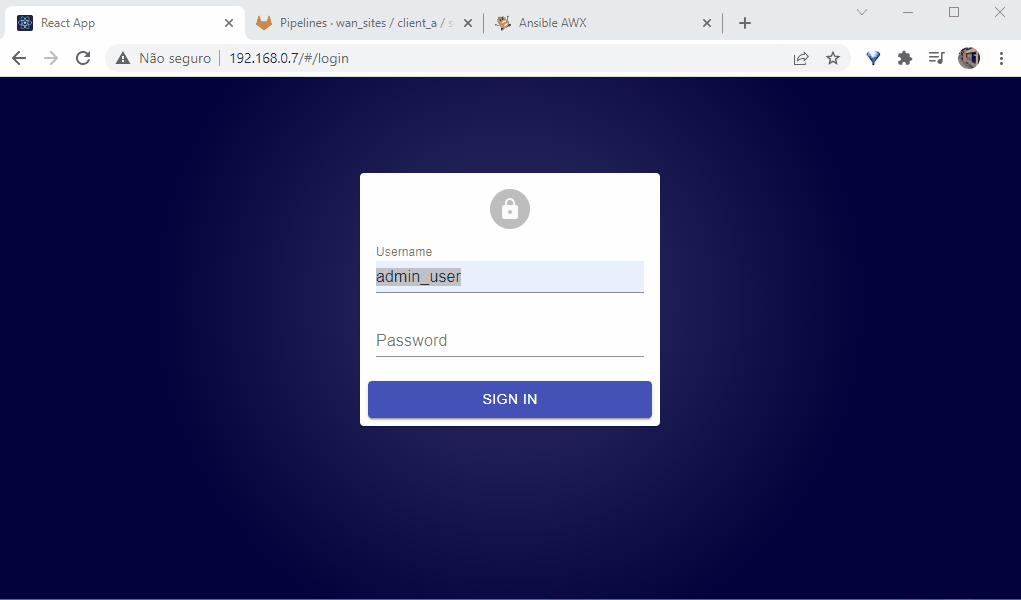 React App
Pipelines · wan_sites / client_a / s
Ansible AWX
Não seguro
192.168.0.7/#/login
Username
admin_user
Password
SIGN IN